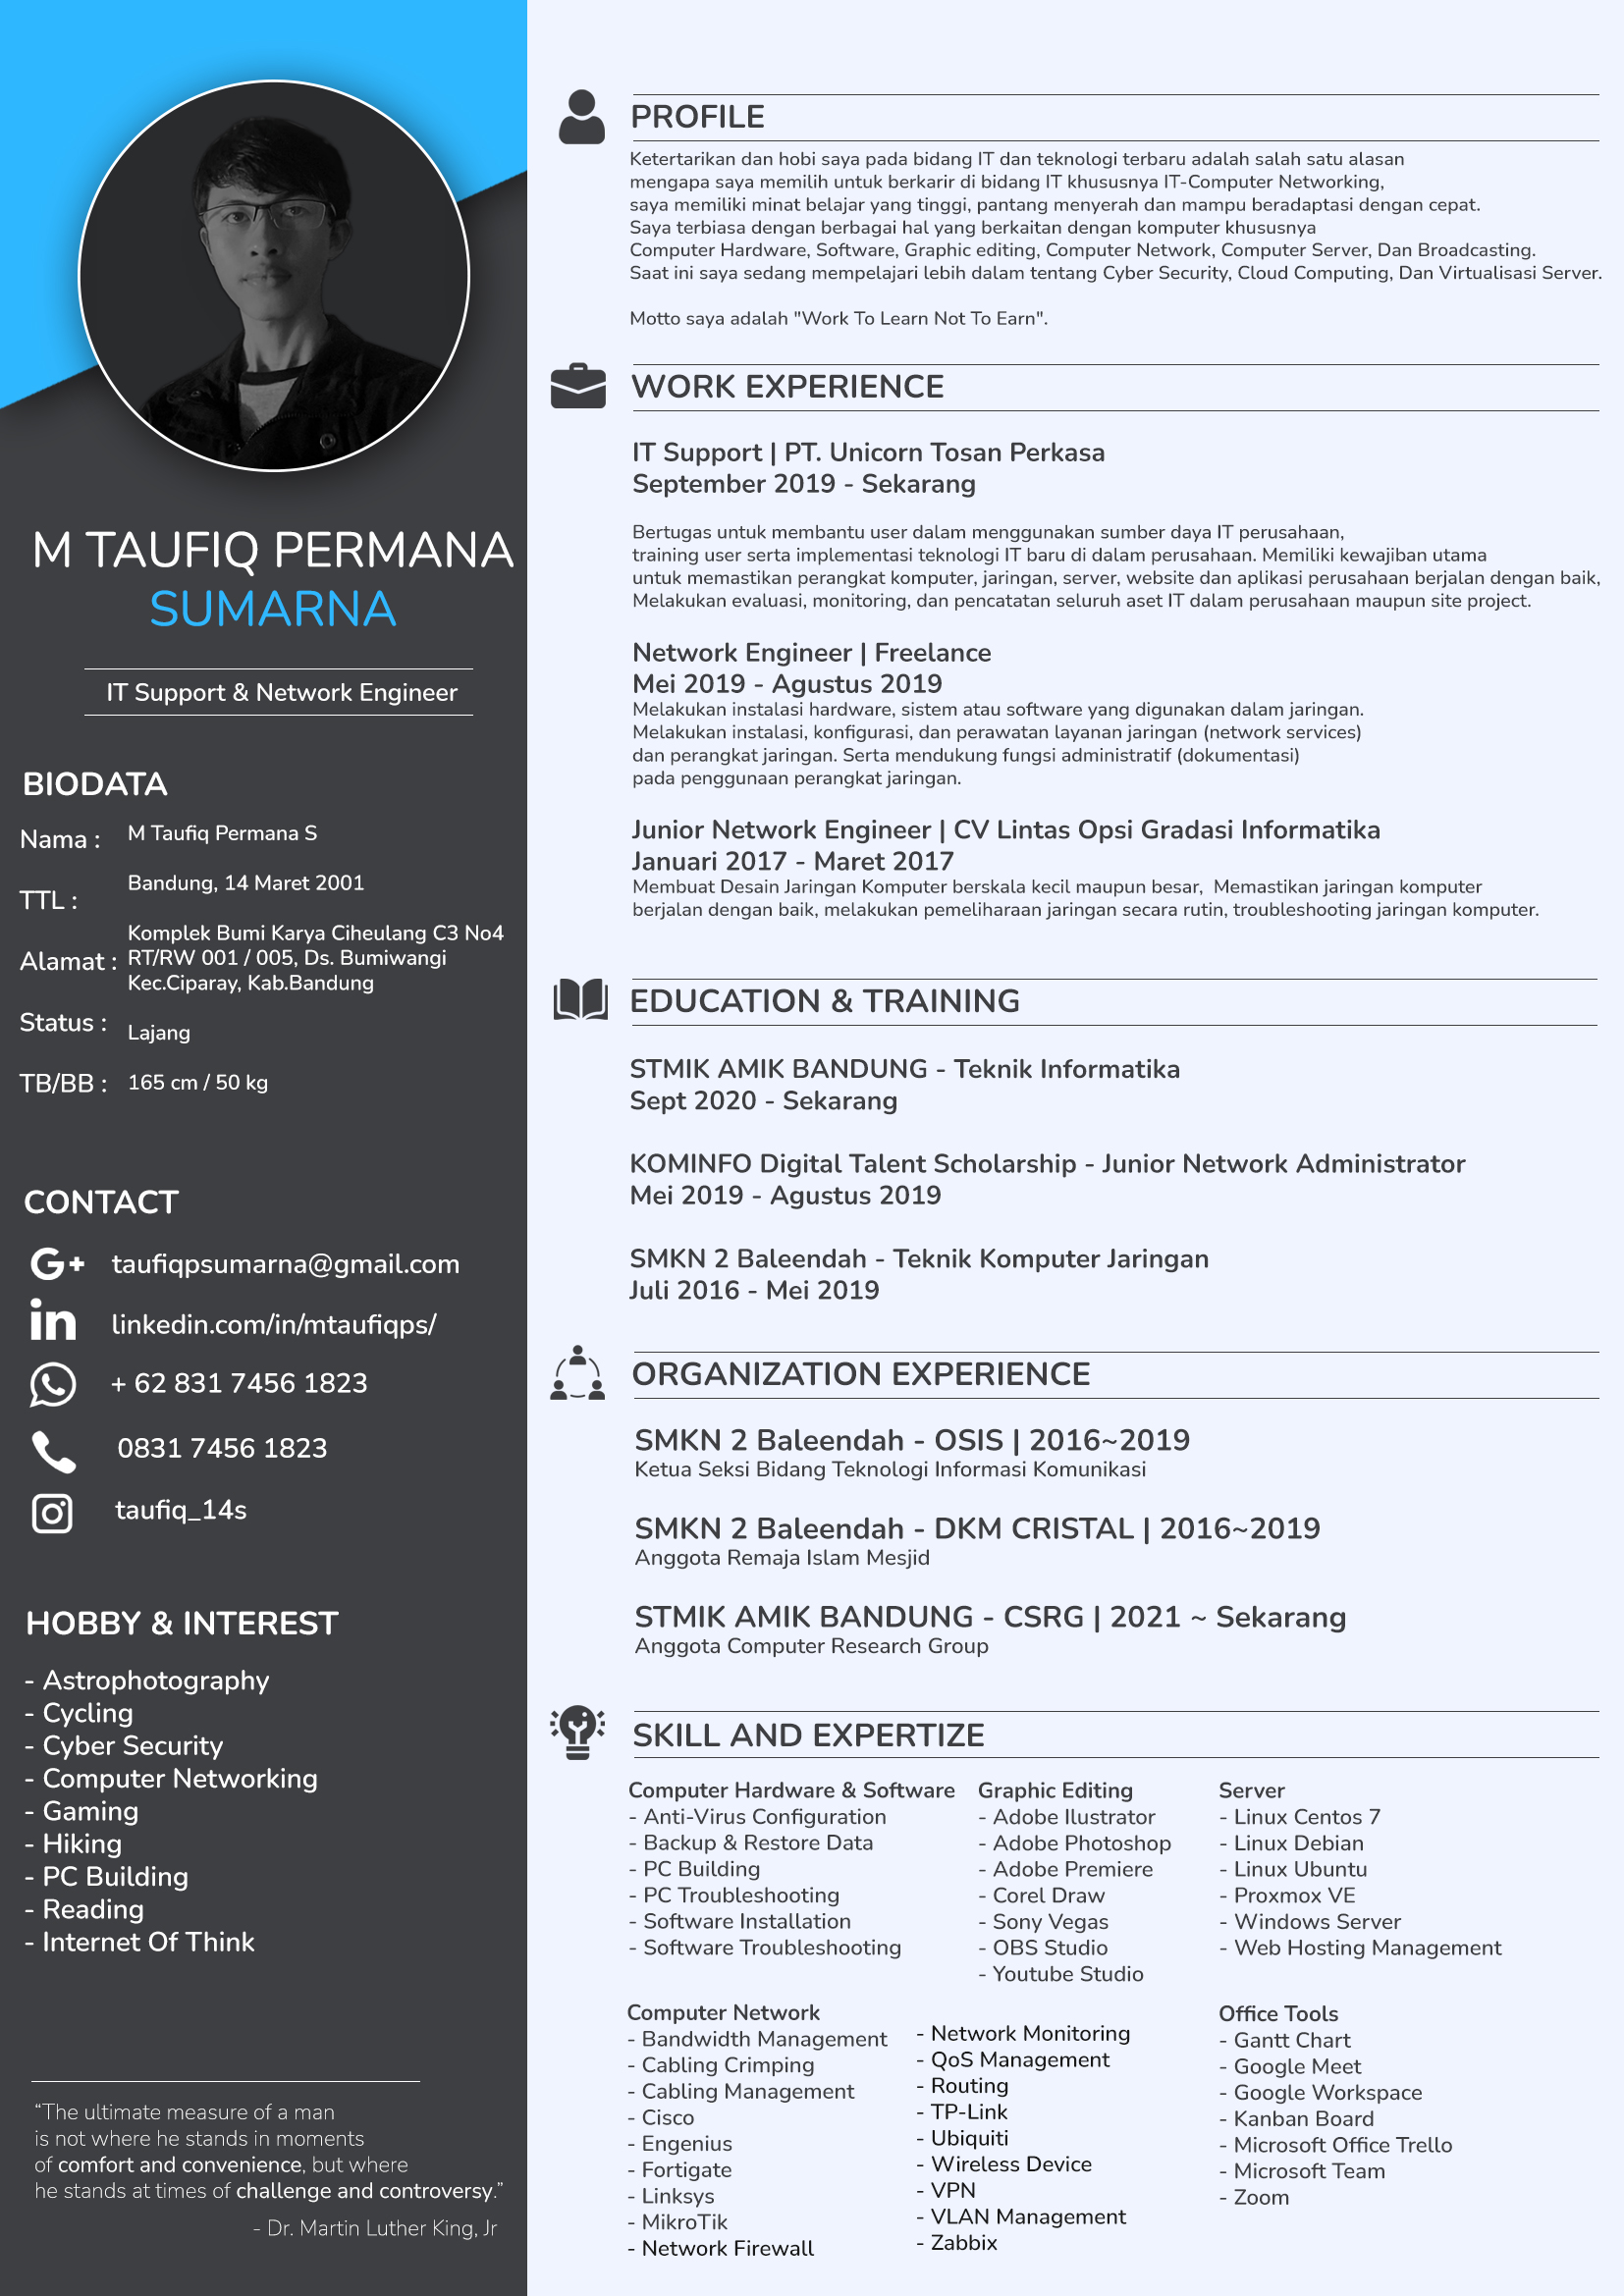 M TAUFIQ PERMANA
SUMARNA
IT Support & Network Engineer
BIODATA
Nama : M Taufiq Permana S
TTL : Bandung, 14 Maret 2001
Alamat : Komplek Bumi Karya Ciheulang C3 No4
RT/RW 001 / 005, Ds. Bumiwangi
Kec.Ciparay, Kab.Bandung
Status : Lajang
TB/BB : 165 cm / 50 kg
CONTACT
G+ taufiqpsumarna@gmail.com
in linkedin.com/in/mtaufiqps/
+ 62 831 7456 1823
0831 7456 1823
taufiq_14s
HOBBY & INTEREST
- Astrophotography
- Cycling
- Cyber Security
- Computer Networking
- Gaming
- Hiking
- PC Building
- Reading
- Internet Of Think
“The ultimate measure of a man
is not where he stands in moments
of comfort and convenience, but where
he stands at times of challenge and controversy.”
- Dr. Martin Luther King, Jr
PROFILE
Ketertarikan dan hobi saya pada bidang IT dan teknologi terbaru adalah salah satu alasan
mengapa saya memilih untuk berkarir di bidang IT khususnya IT-Computer Networking,
saya memiliki minat belajar yang tinggi, pantang menyerah dan mampu beradaptasi dengan cepat.
Saya terbiasa dengan berbagai hal yang berkaitan dengan komputer khususnya
Computer Hardware, Software, Graphic editing, Computer Network, Computer Server, Dan Broadcasting.
Saat ini saya sedang mempelajari lebih dalam tentang Cyber Security, Cloud Computing, Dan Virtualisasi Server.
Motto saya adalah "Work To Learn Not To Earn".
WORK EXPERIENCE
IT Support | PT. Unicorn Tosan Perkasa
September 2019 - Sekarang
Bertugas untuk membantu user dalam menggunakan sumber daya IT perusahaan,
training user serta implementasi teknologi IT baru di dalam perusahaan. Memiliki kewajiban utama
untuk memastikan perangkat komputer, jaringan, server, website dan aplikasi perusahaan berjalan dengan baik,
Melakukan evaluasi, monitoring, dan pencatatan seluruh aset IT dalam perusahaan maupun site project.
Network Engineer | Freelance
Mei 2019 - Agustus 2019
Melakukan instalasi hardware, sistem atau software yang digunakan dalam jaringan.
Melakukan instalasi, konfigurasi, dan perawatan layanan jaringan (network services)
dan perangkat jaringan. Serta mendukung fungsi administratif (dokumentasi)
pada penggunaan perangkat jaringan.
Junior Network Engineer | CV Lintas Opsi Gradasi Informatika
Januari 2017 - Maret 2017
Membuat Desain Jaringan Komputer berskala kecil maupun besar, Memastikan jaringan komputer
berjalan dengan baik, melakukan pemeliharaan jaringan secara rutin, troubleshooting jaringan komputer.
EDUCATION & TRAINING
STMIK AMIK BANDUNG - Teknik Informatika
Sept 2020 - Sekarang
KOMINFO Digital Talent Scholarship - Junior Network Administrator
Mei 2019 - Agustus 2019
SMKN 2 Baleendah - Teknik Komputer Jaringan
Juli 2016 - Mei 2019
ORGANIZATION EXPERIENCE
SMKN 2 Baleendah - OSIS | 2016~2019
Ketua Seksi Bidang Teknologi Informasi Komunikasi
SMKN 2 Baleendah - DKM CRISTAL | 2016~2019
Anggota Remaja Islam Mesjid
STMIK AMIK BANDUNG - CSRG | 2021 ~ Sekarang
Anggota Computer Research Group
SKILL AND EXPERTIZE
Computer Hardware & Software
- Anti-Virus Configuration
- Backup & Restore Data
- PC Building
- PC Troubleshooting
- Software Installation
- Software Troubleshooting
Graphic Editing
- Adobe Ilustrator
- Adobe Photoshop
- Adobe Premiere
- Corel Draw
- Sony Vegas
- OBS Studio
- Youtube Studio
Server
- Linux Centos 7
- Linux Debian
- Linux Ubuntu
- Proxmox VE
- Windows Server
- Web Hosting Management
Computer Network
- Bandwidth Management
- Cabling Crimping
- Cabling Management
- Cisco
- Engenius
- Fortigate
- Linksys
- MikroTik
- Network Firewall
- Network Monitoring
- QoS Management
- Routing
- TP-Link
- Ubiquiti
- Wireless Device
- VPN
- VLAN Management
- Zabbix
Office Tools
- Gantt Chart
- Google Meet
- Google Workspace
- Kanban Board
- Microsoft Office Trello
- Microsoft Team
- Zoom